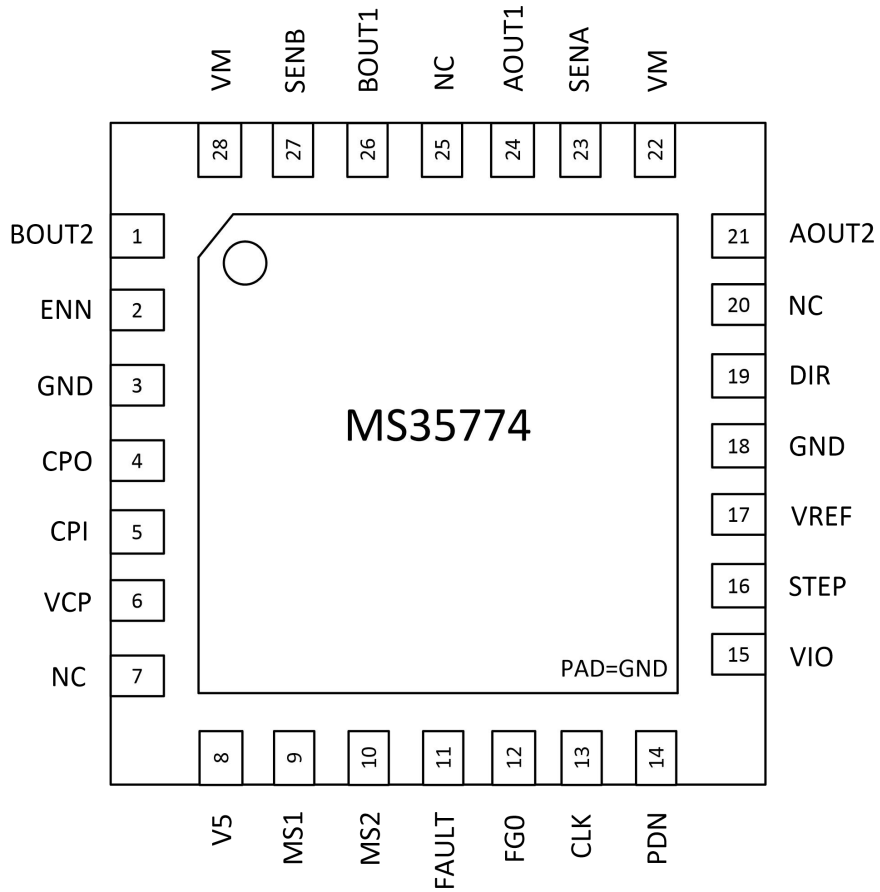 VM
SENB
BOUT1
NC
AOUT1
SENA
VM
28
27
26
25
24
23
22
BOUT2 1
ENN 2
GND 3
CPO 4
CPI 5
VCP 6
NC 7
MS35774
PAD=GND
21 AOUT2
20 NC
19 DIR
18 GND
17 VREF
16 STEP
15 VIO
8
9
10
11
12
13
14
V5
MS1
MS2
FAULT
FG0
CLK
PDN